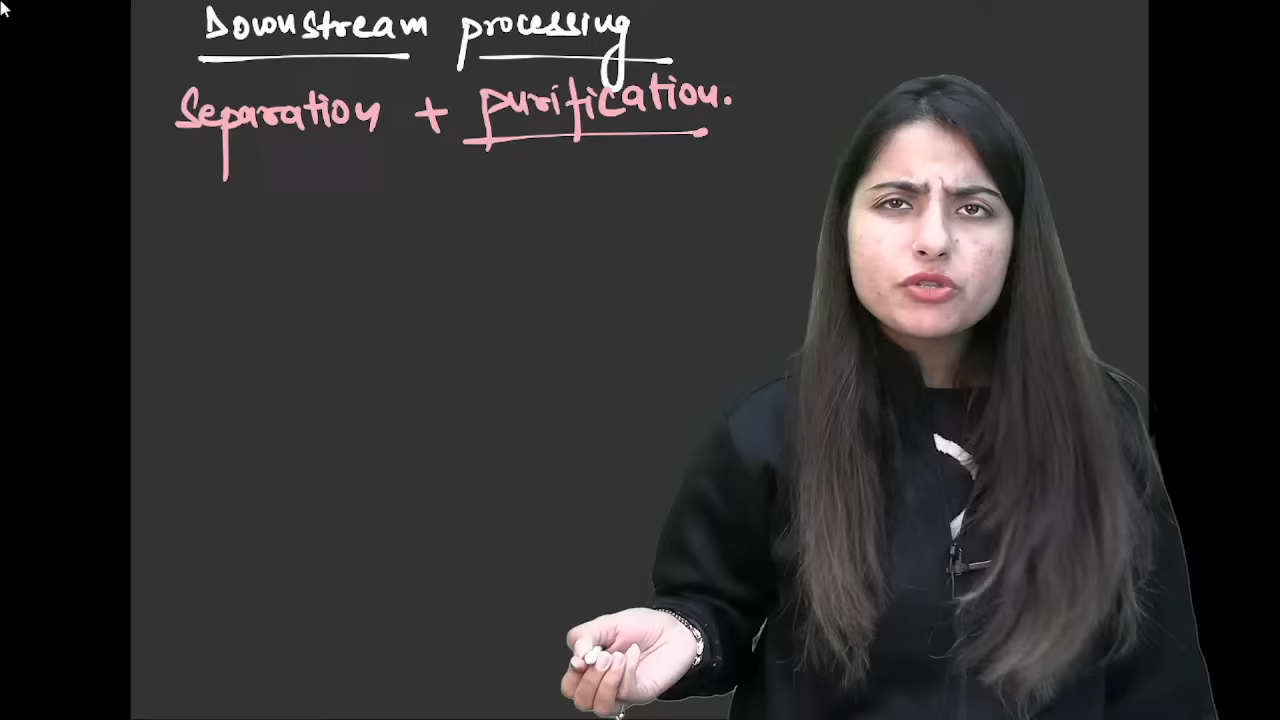 Downstream processing
Separation + purification.